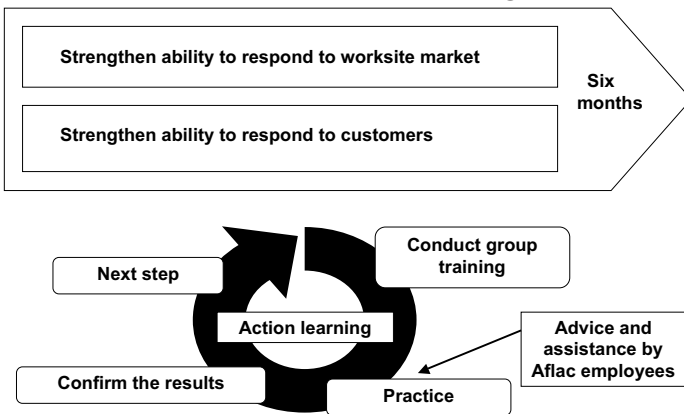 Strengthen ability to respond to worksite market
Strengthen ability to respond to customers
Six
months
Conduct group
training
Next step
Action learning
Advice and
assistance by
Aflac employees
Confirm the results
Practice